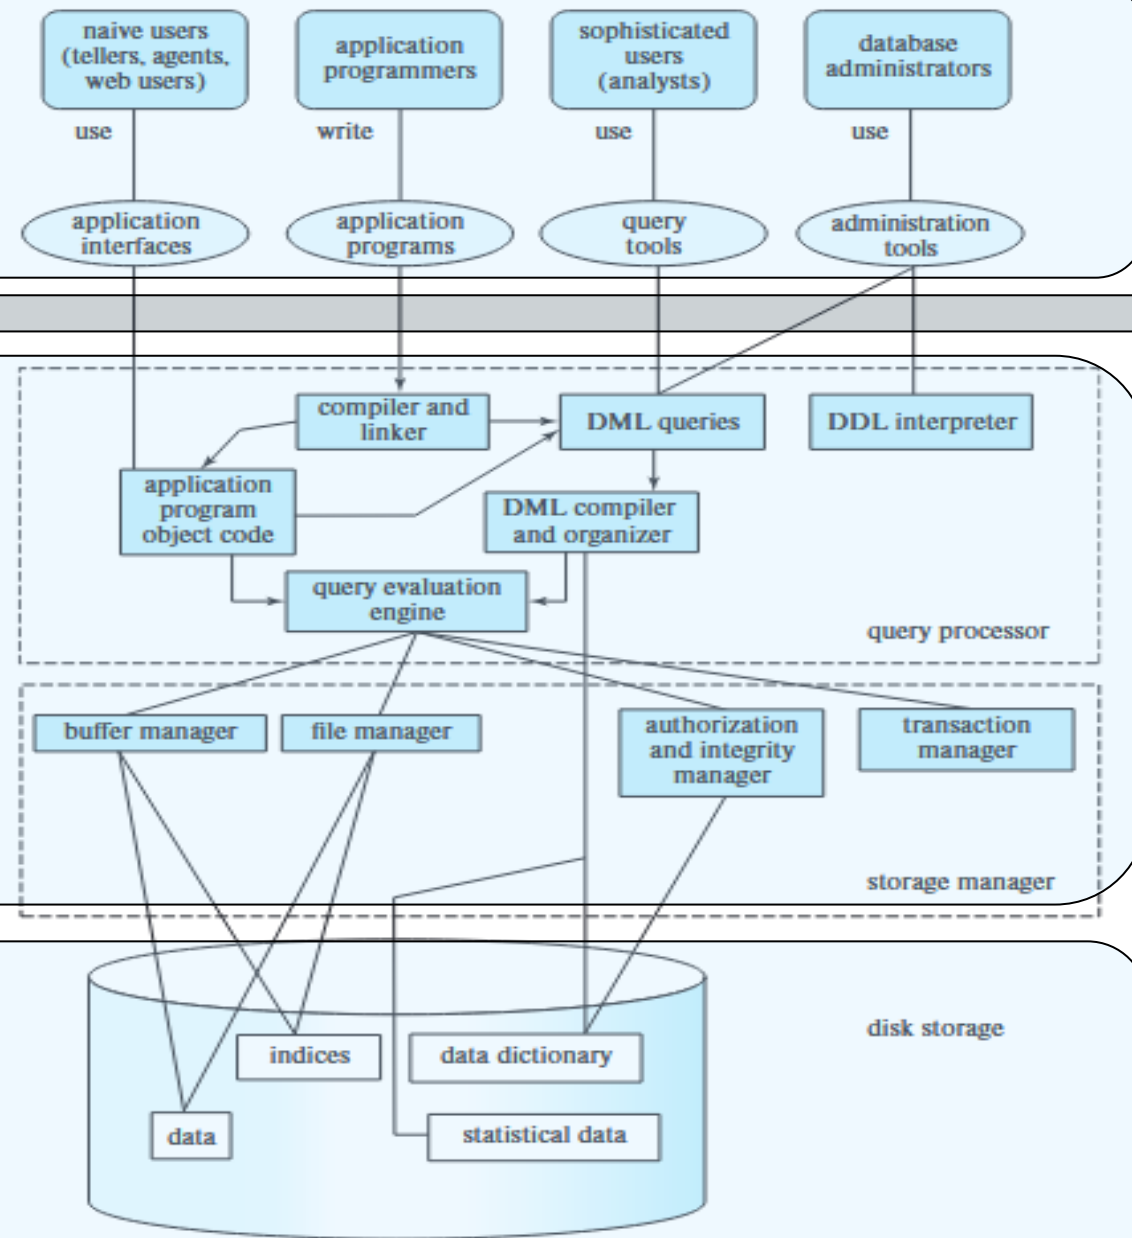 naive users
(tellers, agents,
web users)
application
programmers
sophisticated
users
(analysts)
database
administrators
use
write
use
use
application
interfaces
application
programs
query
tools
administration
tools
compiler and
linker
DML queries
DDL interpreter
application
program
object code
DML compiler
and organizer
query evaluation
engine
query processor
buffer manager
file manager
authorization
and integrity
manager
transaction
manager
storage manager
disk storage
indices
data dictionary
data
statistical data